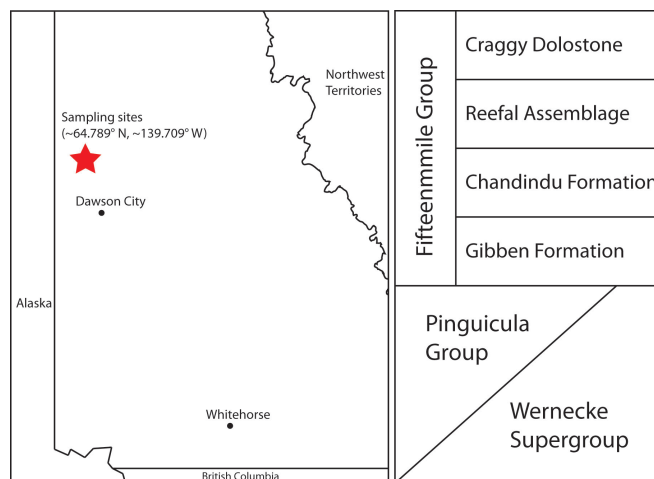 Northwest
Territories
Sampling sites
(~64.789° N, ~139.709° W)
Dawson City
Alaska
Whitehorse
British Columbia
Fifteenmmile Group
Craggy Dolostone
Reefal Assemblage
Chandindu Formation
Gibben Formation
Pinguicula
Group
Wernecke
Supergroup